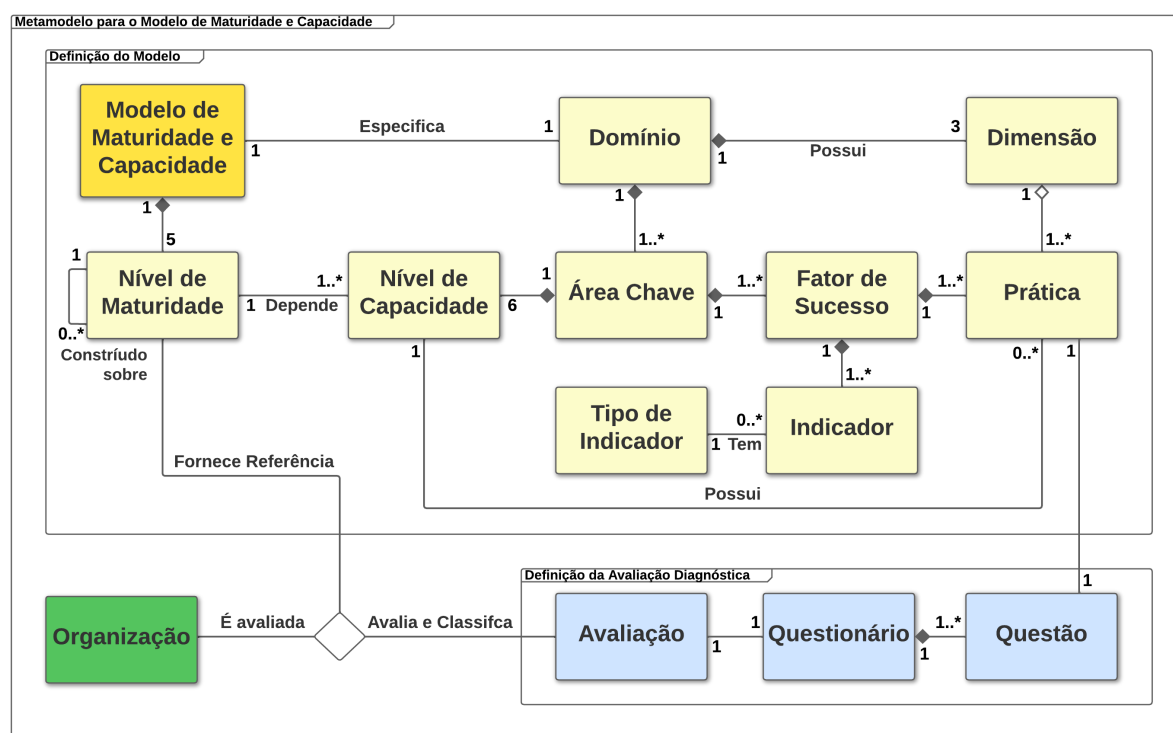 Metamodelo para o Modelo de Maturidade e Capacidade
Definição do Modelo
Modelo de
Maturidade e
Capacidade
1
Especifica
1
Domínio
1
Possui
3
Dimensão
1
5
1
1..*
1
1..*
1
0..*
Constríudo
sobre
Nível de
Maturidade
1
Depende
1..*
Nível de
Capacidade
6
1
Área Chave
1
1..*
Fator de
Sucesso
1
1..*
Prática
1
1
1..*
0..*
1
Tipo de
Indicador
1
Tem
0..*
Indicador
Fornece Referência
Possui
Definição da Avaliação Diagnóstica
1
Organização
É avaliada
Avalia e Classifca
Avaliação
1
1
Questionário
1
1..*
Questão